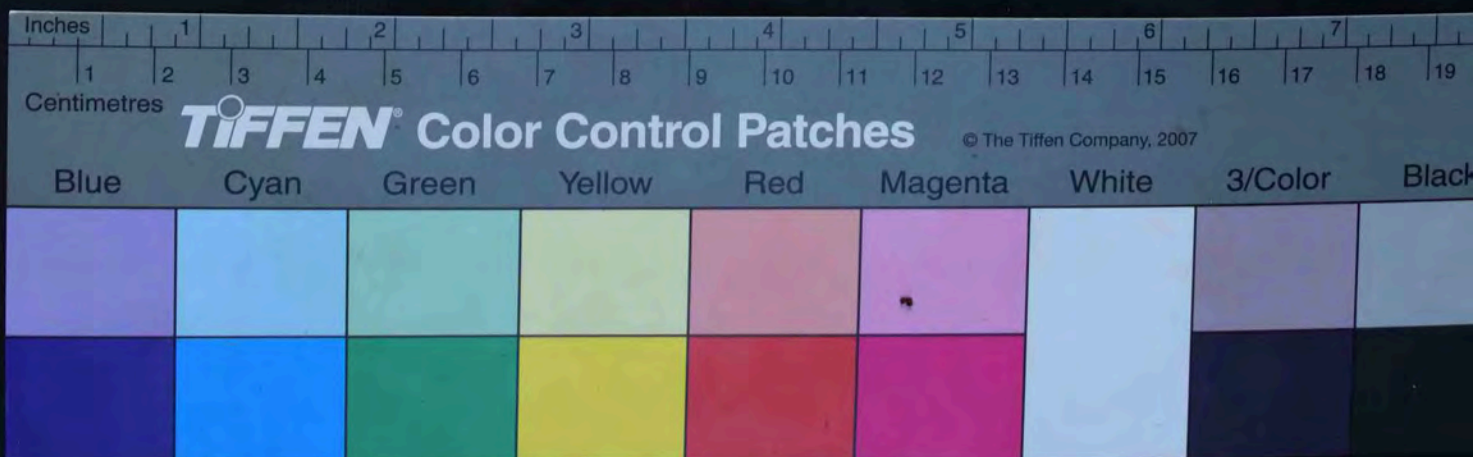 Inches 1 2 3 4 5 6 7
1 2 3 4 5 6 7 8 9 10 11 12 13 14 15 16 17 18 19
Centimetres
TIFFEN® Color Control Patches © The Tiffen Company, 2007
Blue Cyan Green Yellow Red Magenta White 3/Color Black